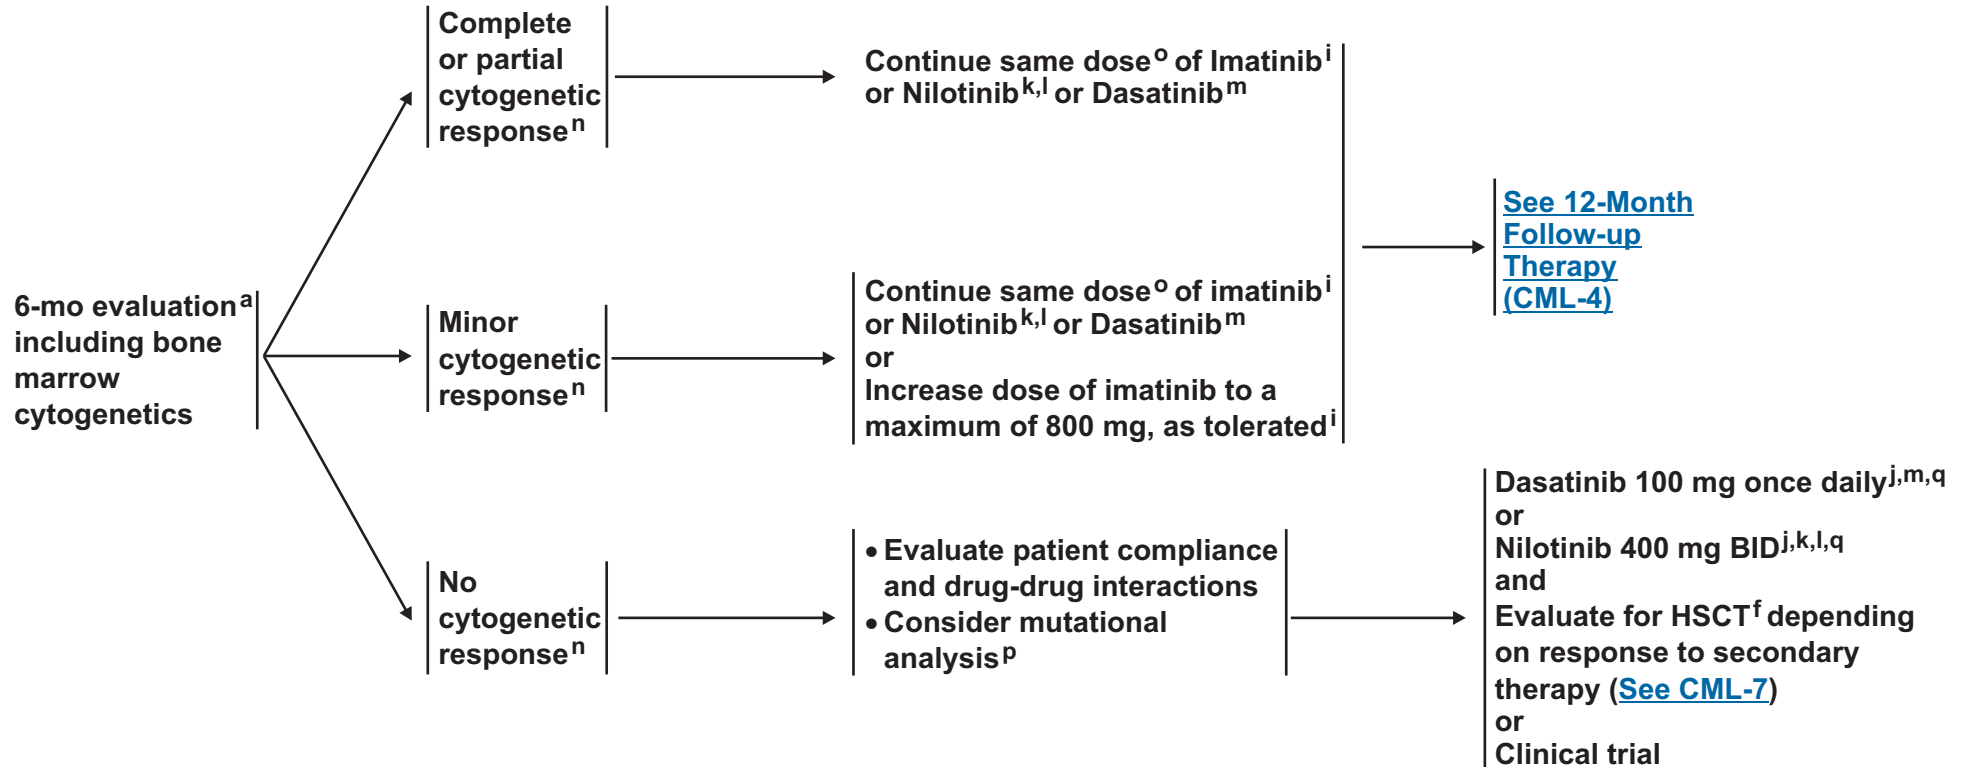 6-mo evaluationᵃ
including bone
marrow
cytogenetics
Complete
or partial
cytogenetic
responseⁿ
Continue same doseᵒ of Imatinibⁱ
or Nilotinibᵏ,ˡ or Dasatinibᵐ
Minor
cytogenetic
responseⁿ
Continue same doseᵒ of imatinibⁱ
or Nilotinibᵏ,ˡ or Dasatinibᵐ
or
Increase dose of imatinib to a
maximum of 800 mg, as toleratedⁱ
See 12-Month
Follow-up
Therapy
(CML-4)
No
cytogenetic
responseⁿ
• Evaluate patient compliance
and drug-drug interactions
• Consider mutational
analysisᵖ
Dasatinib 100 mg once dailyʲ,ᵐ,q
or
Nilotinib 400 mg BIDʲ,ᵏ,ˡ,q
and
Evaluate for HSCTᶠ depending
on response to secondary
therapy (See CML-7)
or
Clinical trial